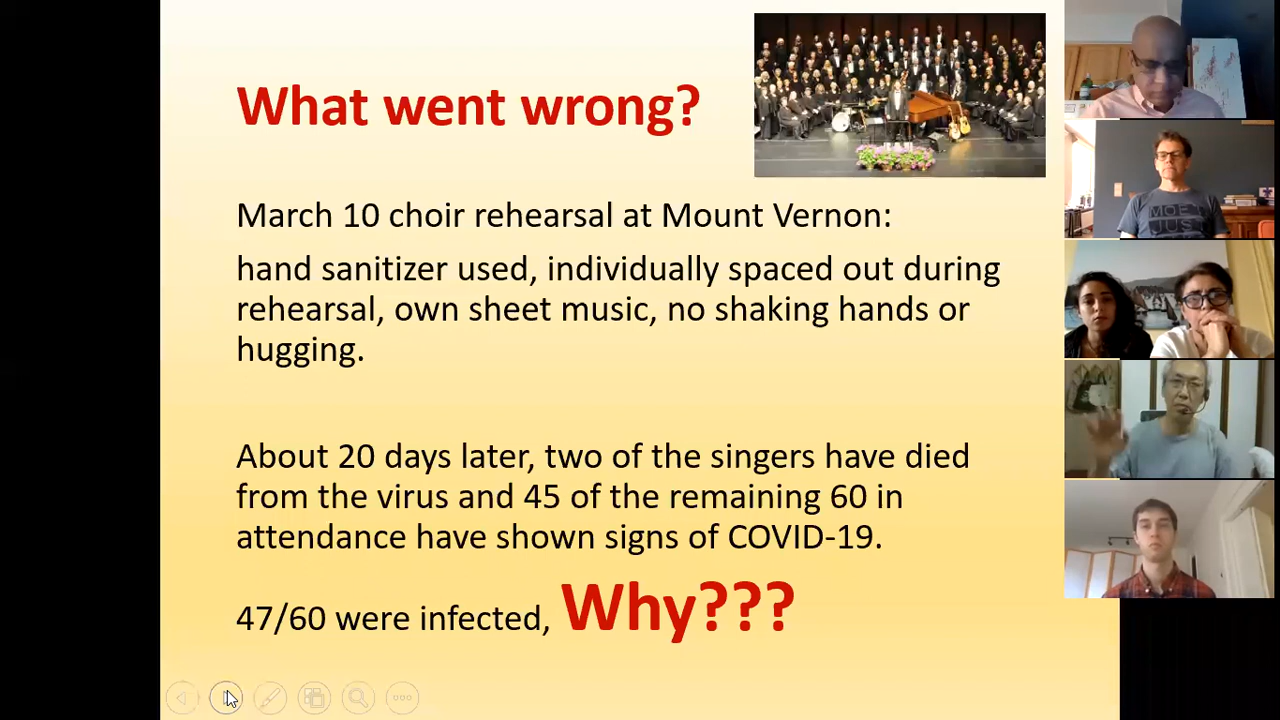 What went wrong?
March 10 choir rehearsal at Mount Vernon:
hand sanitizer used, individually spaced out during
rehearsal, own sheet music, no shaking hands or
hugging.
About 20 days later, two of the singers have died
from the virus and 45 of the remaining 60 in
attendance have shown signs of COVID-19.
47/60 were infected, Why???
MOE
JUS